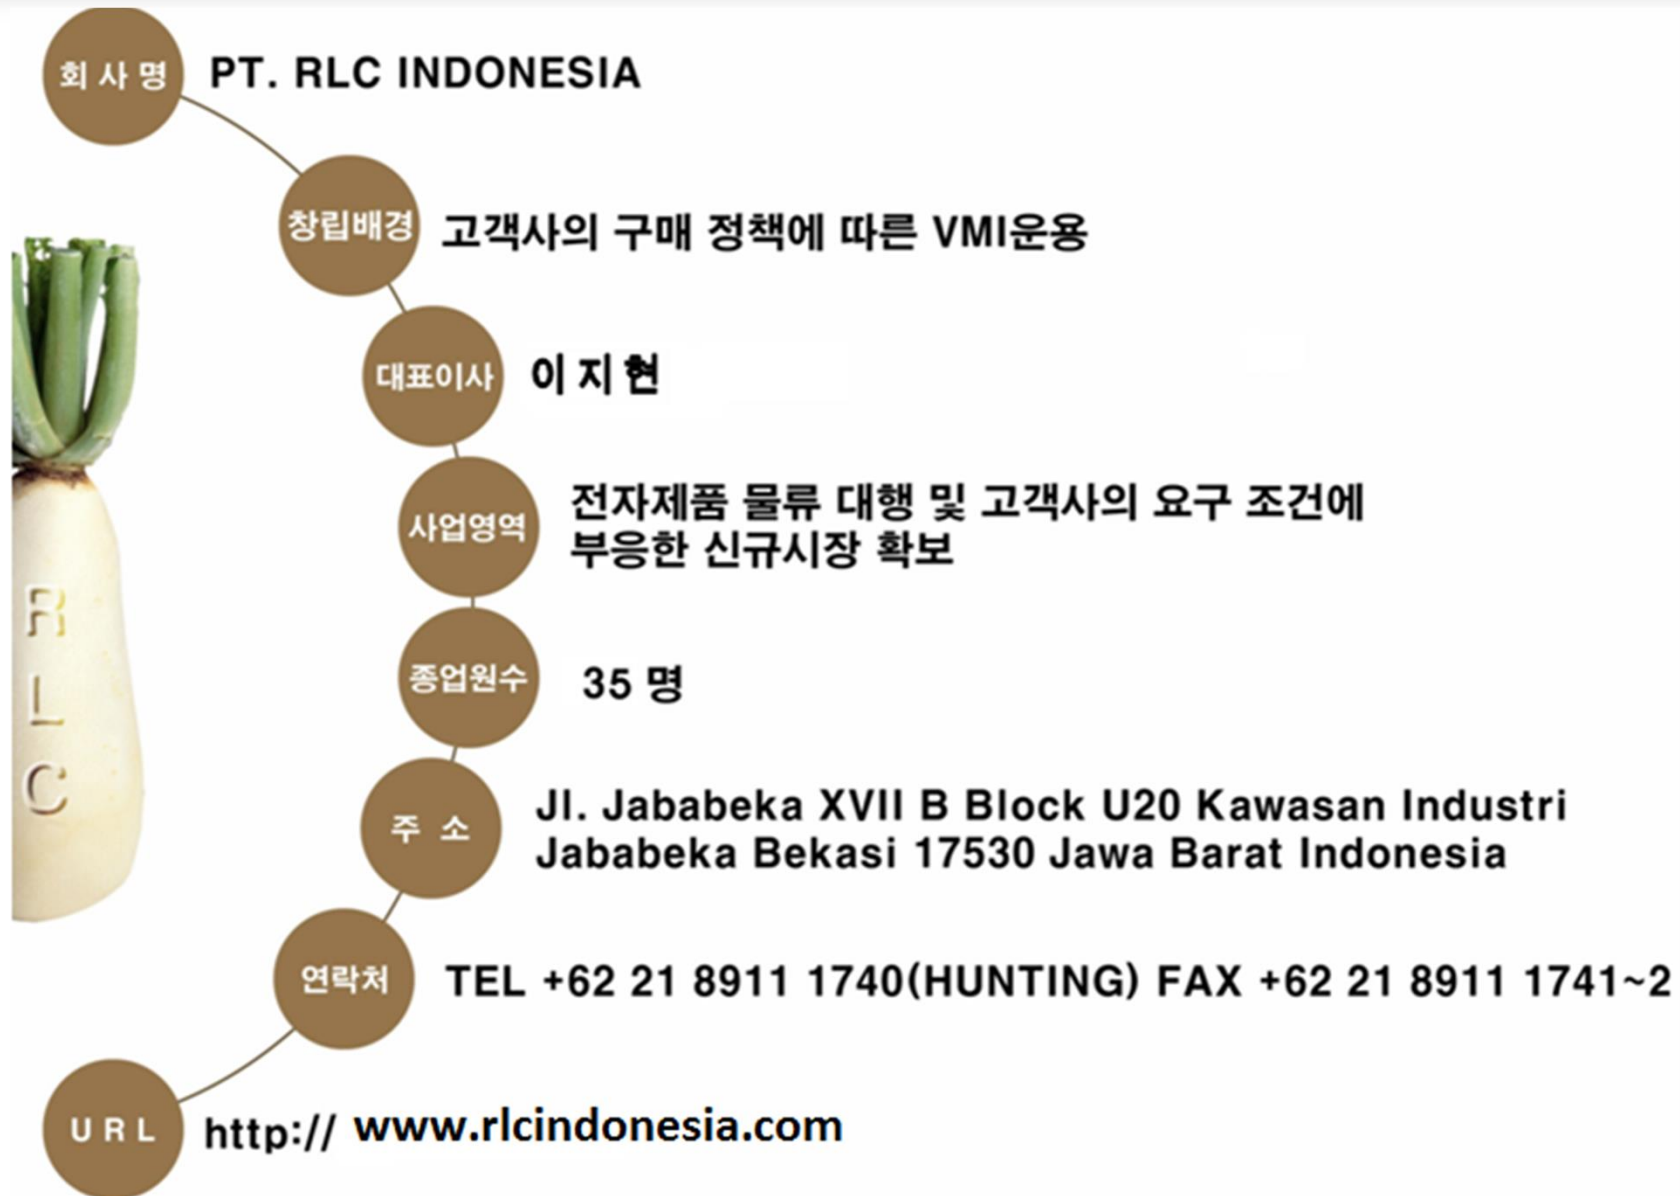 회 사 명
PT. RLC INDONESIA
창립배경
고객사의 구매 정책에 따른 VMI운용
대표이사
이 지 현
사업영역
전자제품 물류 대행 및 고객사의 요구 조건에
부응한 신규시장 확보
종업원수
35 명
주 소
Jl. Jababeka XVII B Block U20 Kawasan Industri
Jababeka Bekasi 17530 Jawa Barat Indonesia
연락처
TEL +62 21 8911 1740(HUNTING) FAX +62 21 8911 1741~2
U R L
http:// www.rlcindonesia.com
R
L
C